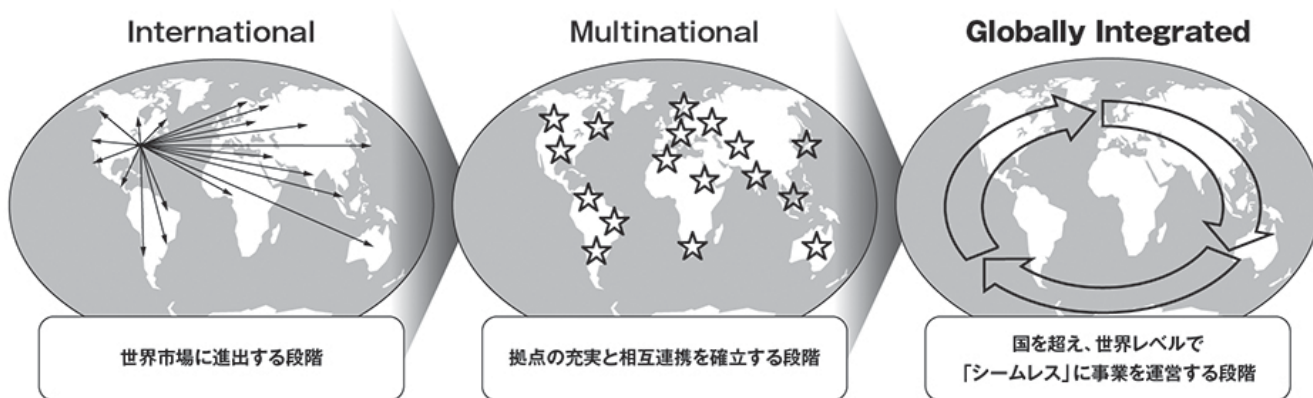 International
Multinational
Globally Integrated
世界市場に進出する段階
拠点の充実と相互連携を確立する段階
国を超え、世界レベルで
「シームレス」に事業を運営する段階